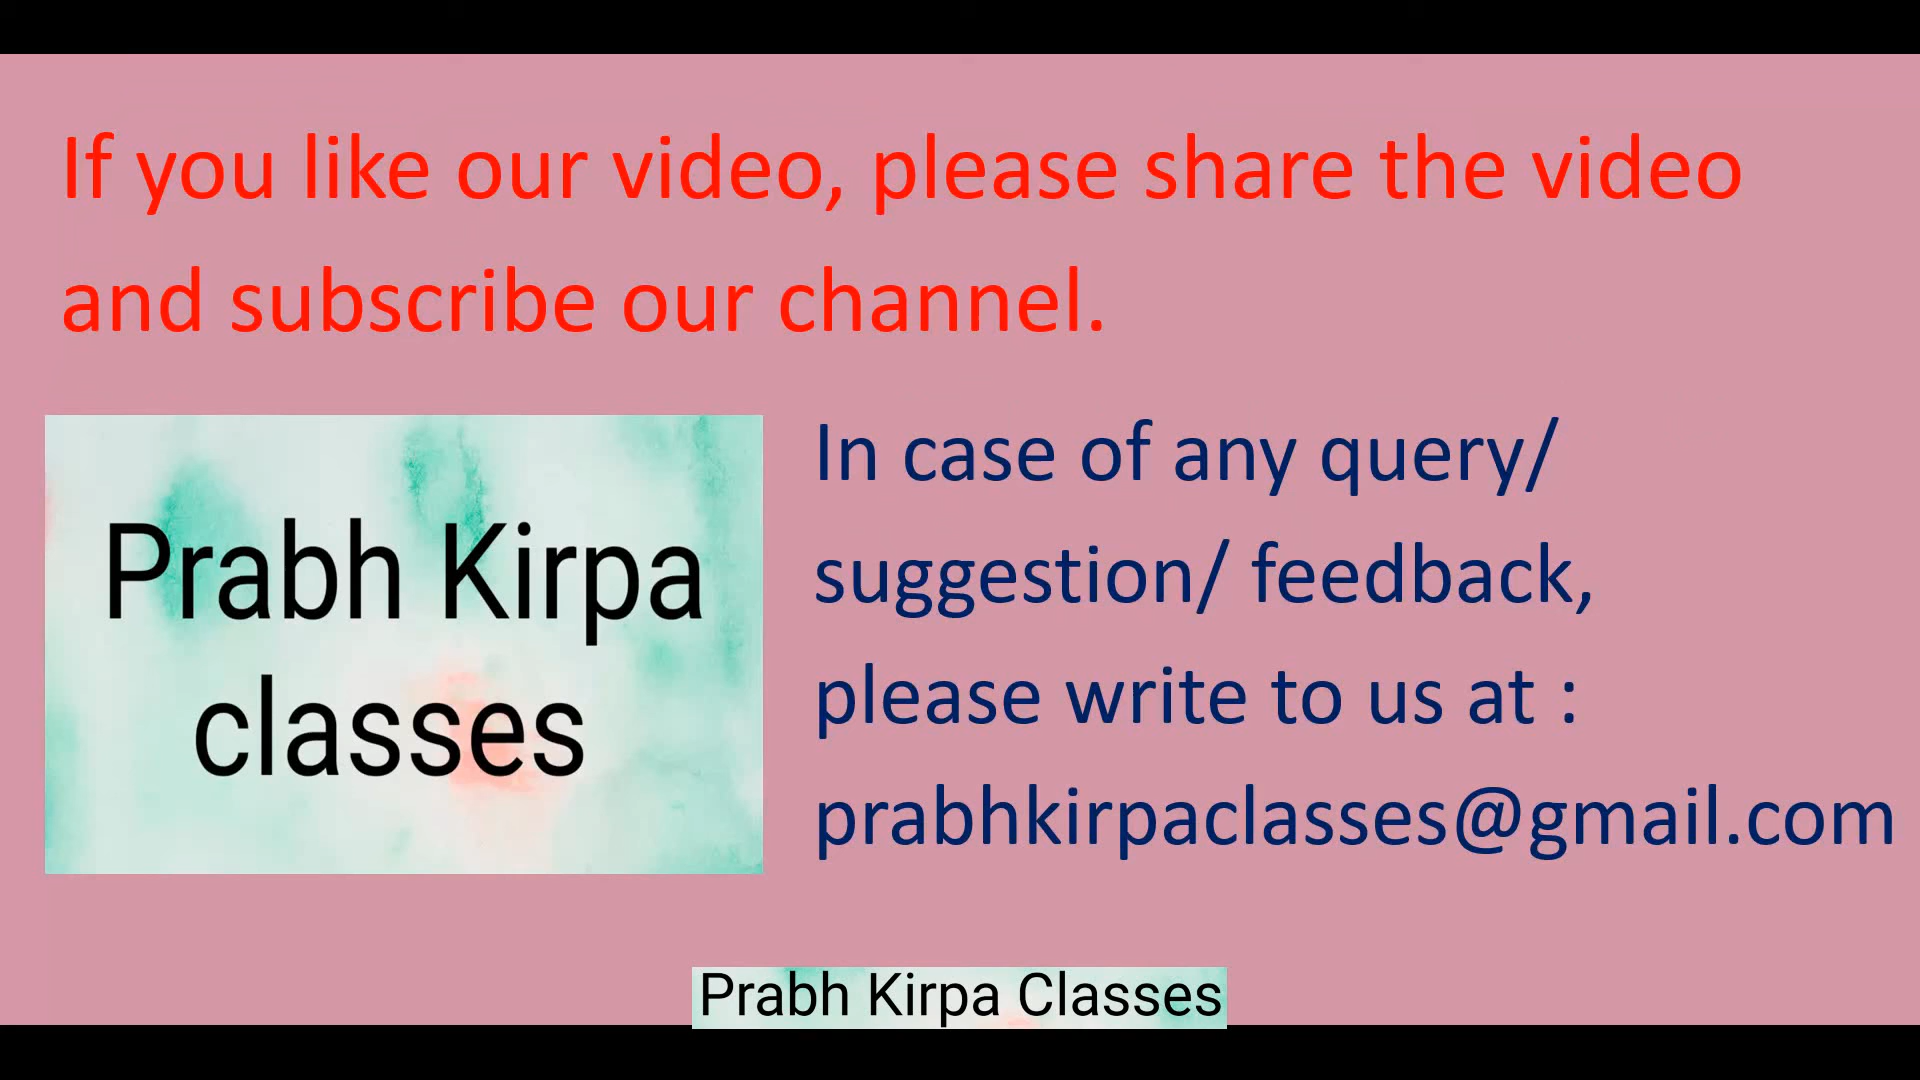 If you like our video, please share the video
and subscribe our channel.
Prabh Kirpa
classes
In case of any query/
suggestion/ feedback,
please write to us at :
prabhkirpaclasses@gmail.com
Prabh Kirpa Classes